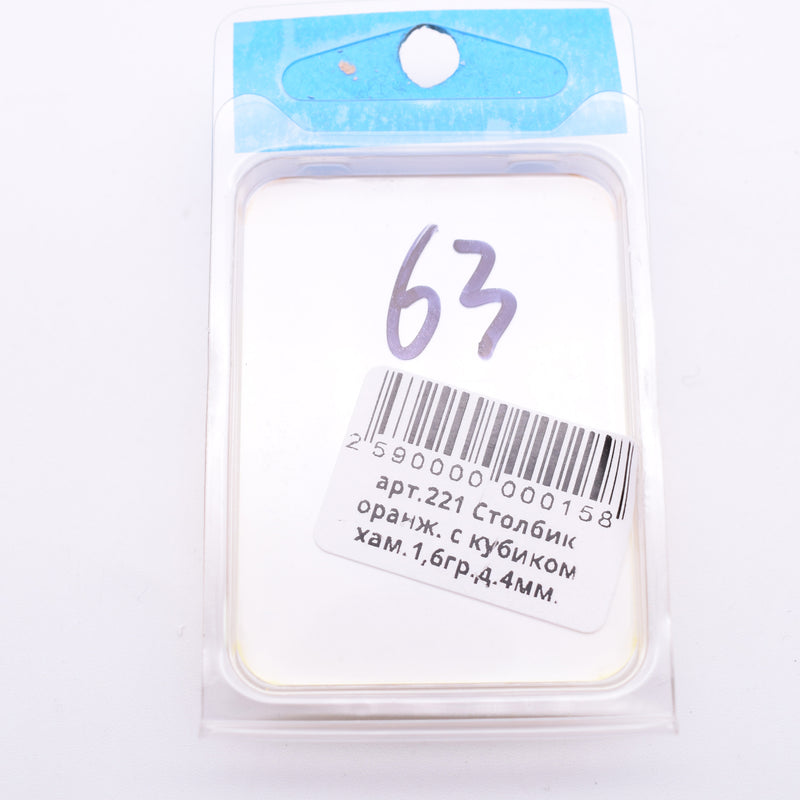 63
2 590000 000158
арт.221 Столбик
оранж. с кубиком
хам.1,6гр.д.4мм.